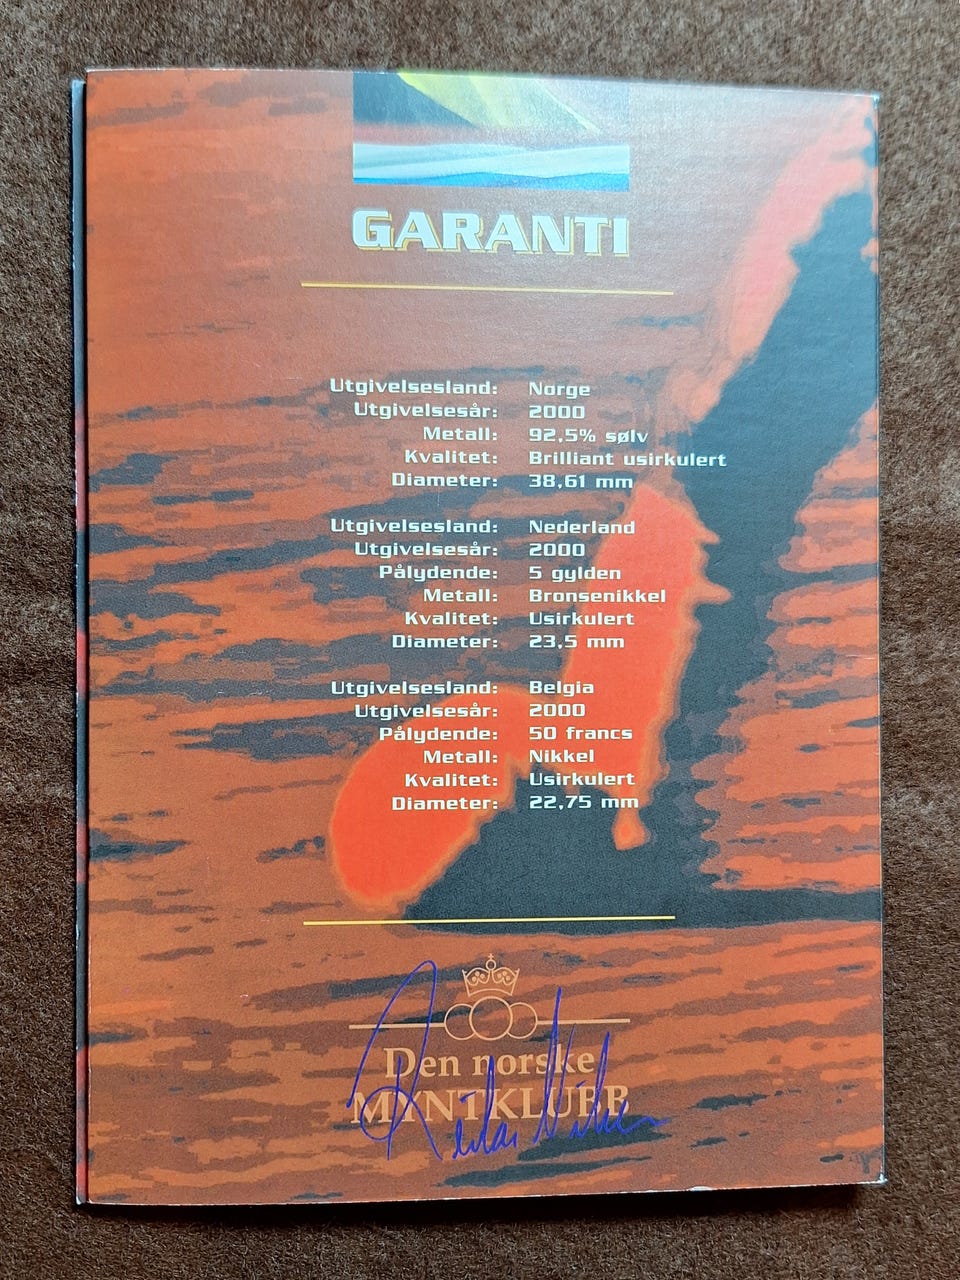 GARANTI
Utgivelsesland: Norge
Utgivelsesår: 2000
Metall: 92,5% sølv
Kvalitet: Brilliant usirkulert
Diameter: 38,61 mm
Utgivelsesland: Nederland
Utgivelsesår: 2000
Pålydende: 5 gylden
Metall: Bronsenikkel
Kvalitet: Usirkulert
Diameter: 23,5 mm
Utgivelsesland: Belgia
Utgivelsesår: 2000
Pålydende: 50 francs
Metall: Nikkel
Kvalitet: Usirkulert
Diameter: 22,75 mm
Den norske
MYNTKLUBB